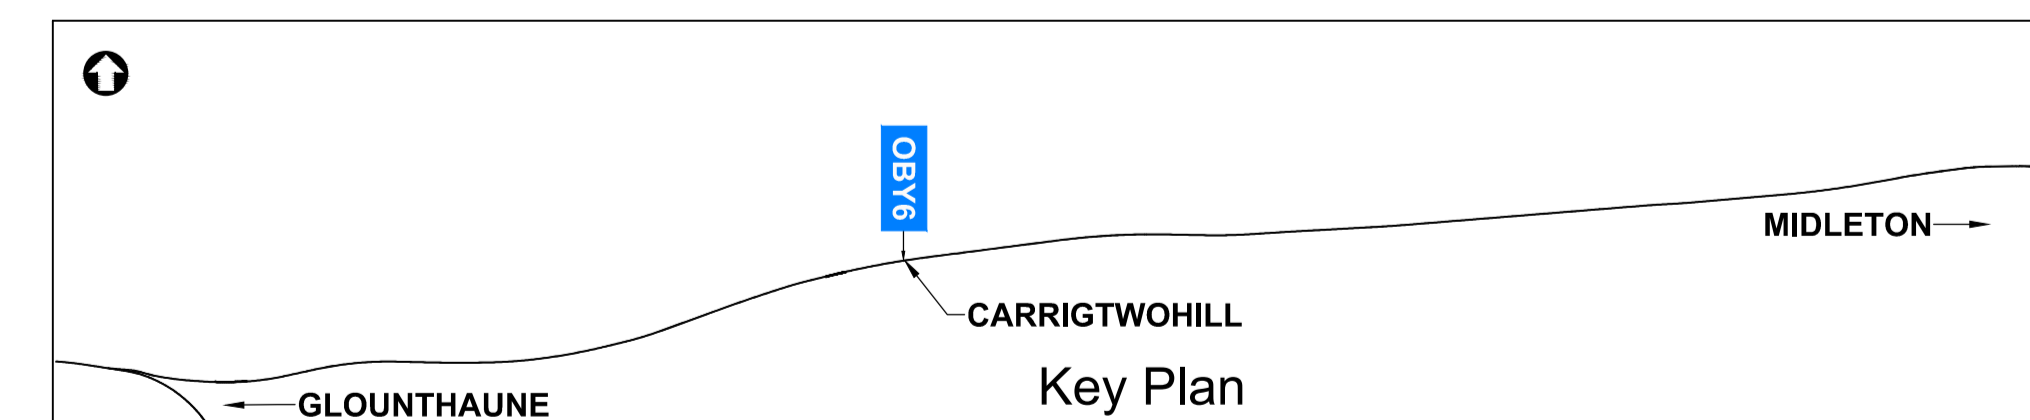 OBY6
MIDLETON
CARRIGTWOHILL
Key Plan
GLOUNTHAUNE